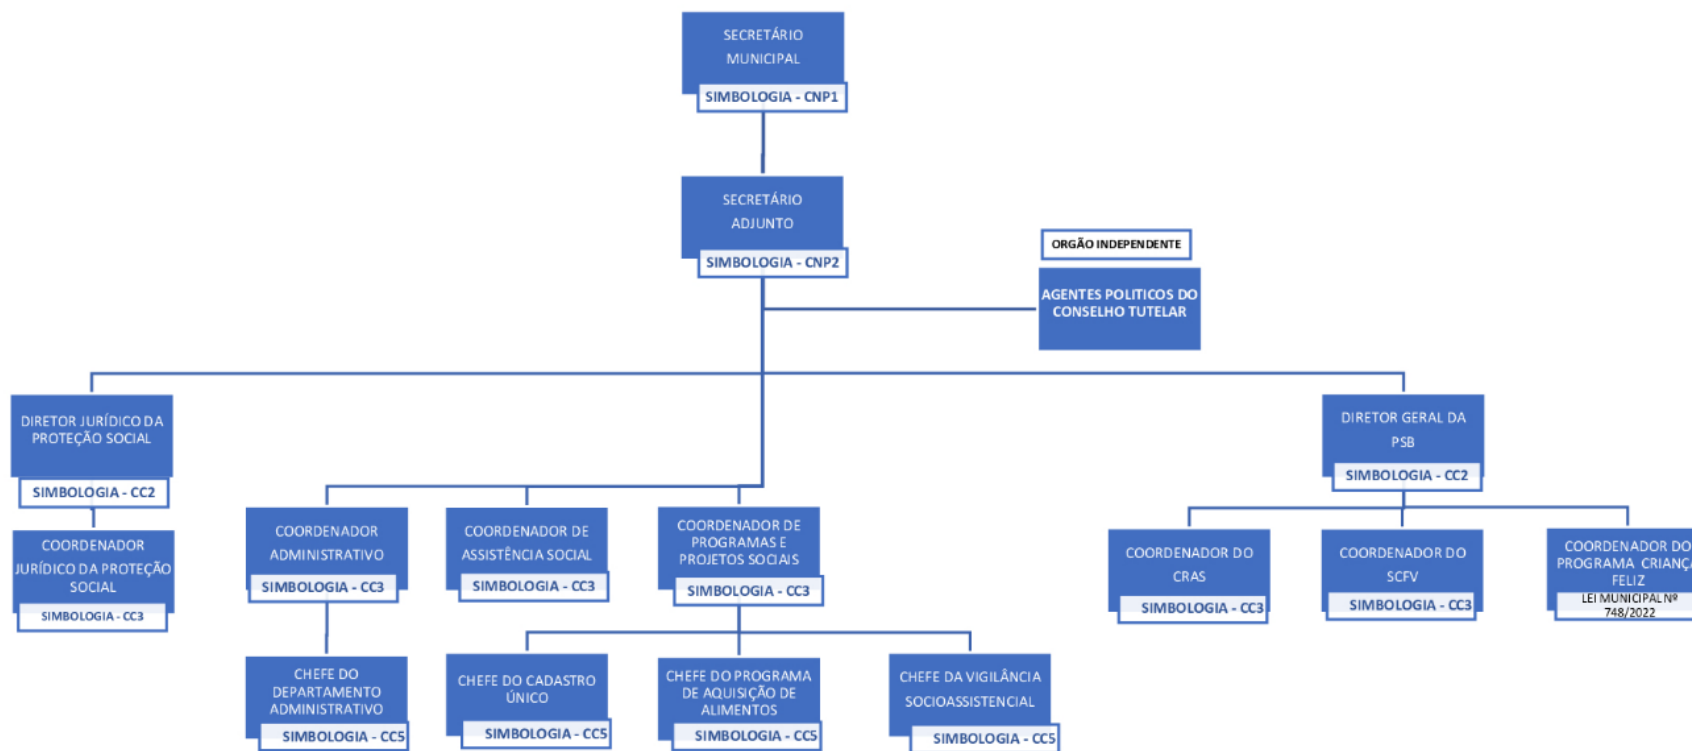 SECRETÁRIO
MUNICIPAL
SIMBOLOGIA - CNP1
SECRETÁRIO
ADJUNTO
SIMBOLOGIA - CNP2
ORGÃO INDEPENDENTE
AGENTES POLITICOS DO
CONSELHO TUTELAR
DIRETOR JURÍDICO DA
PROTEÇÃO SOCIAL
SIMBOLOGIA - CC2
DIRETOR GERAL DA
PSB
SIMBOLOGIA - CC2
COORDENADOR
JURÍDICO DA PROTEÇÃO
SOCIAL
SIMBOLOGIA - CC3
COORDENADOR
ADMINISTRATIVO
SIMBOLOGIA - CC3
COORDENADOR DE
ASSISTÊNCIA SOCIAL
SIMBOLOGIA - CC3
COORDENADOR DE
PROGRAMAS E
PROJETOS SOCAIS
SIMBOLOGIA - CC3
COORDENADOR DO
CRAS
SIMBOLOGIA - CC3
COORDENADOR DO
SCFV
SIMBOLOGIA - CC3
COORDENADOR DO
PROGRAMA CRIANÇA
FELIZ
LEI MUNICIPAL Nº
748/2022
CHEFE DO
DEPARTAMENTO
ADMINISTRATIVO
SIMBOLOGIA - CC5
CHEFE DO CADASTRO
ÚNICO
SIMBOLOGIA - CC5
CHEFE DO PROGRAMA
DE AQUISIÇÃO DE
ALIMENTOS
SIMBOLOGIA - CC5
CHEFE DA VIGILÂNCIA
SOCIOASSISTENCIAL
SIMBOLOGIA - CC5